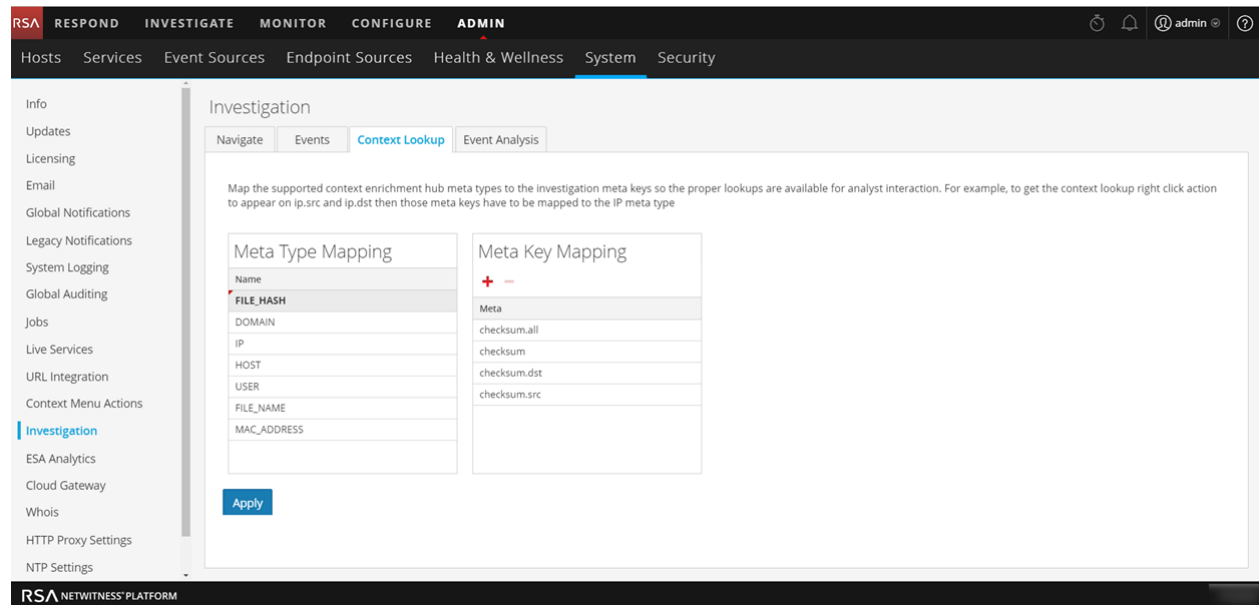 RSA RESPOND INVESTIGATE MONITOR CONFIGURE ADMIN admin ?
Hosts Services Event Sources Endpoint Sources Health & Wellness System Security
Info
Updates
Licensing
Email
Global Notifications
Legacy Notifications
System Logging
Global Auditing
Jobs
Live Services
URL Integration
Context Menu Actions
Investigation
ESA Analytics
Cloud Gateway
Whois
HTTP Proxy Settings
NTP Settings
Investigation
Navigate Events Context Lookup Event Analysis
Map the supported context enrichment hub meta types to the investigation meta keys so the proper lookups are available for analyst interaction. For example, to get the context lookup right click action
to appear on ip.src and ip.dst then those meta keys have to be mapped to the IP meta type
Meta Type Mapping
Name
FILE_HASH
DOMAIN
IP
HOST
USER
FILE_NAME
MAC_ADDRESS
Meta Key Mapping
+ −
Meta
checksum.all
checksum
checksum.dst
checksum.src
Apply
RSA NETWITNESS® PLATFORM